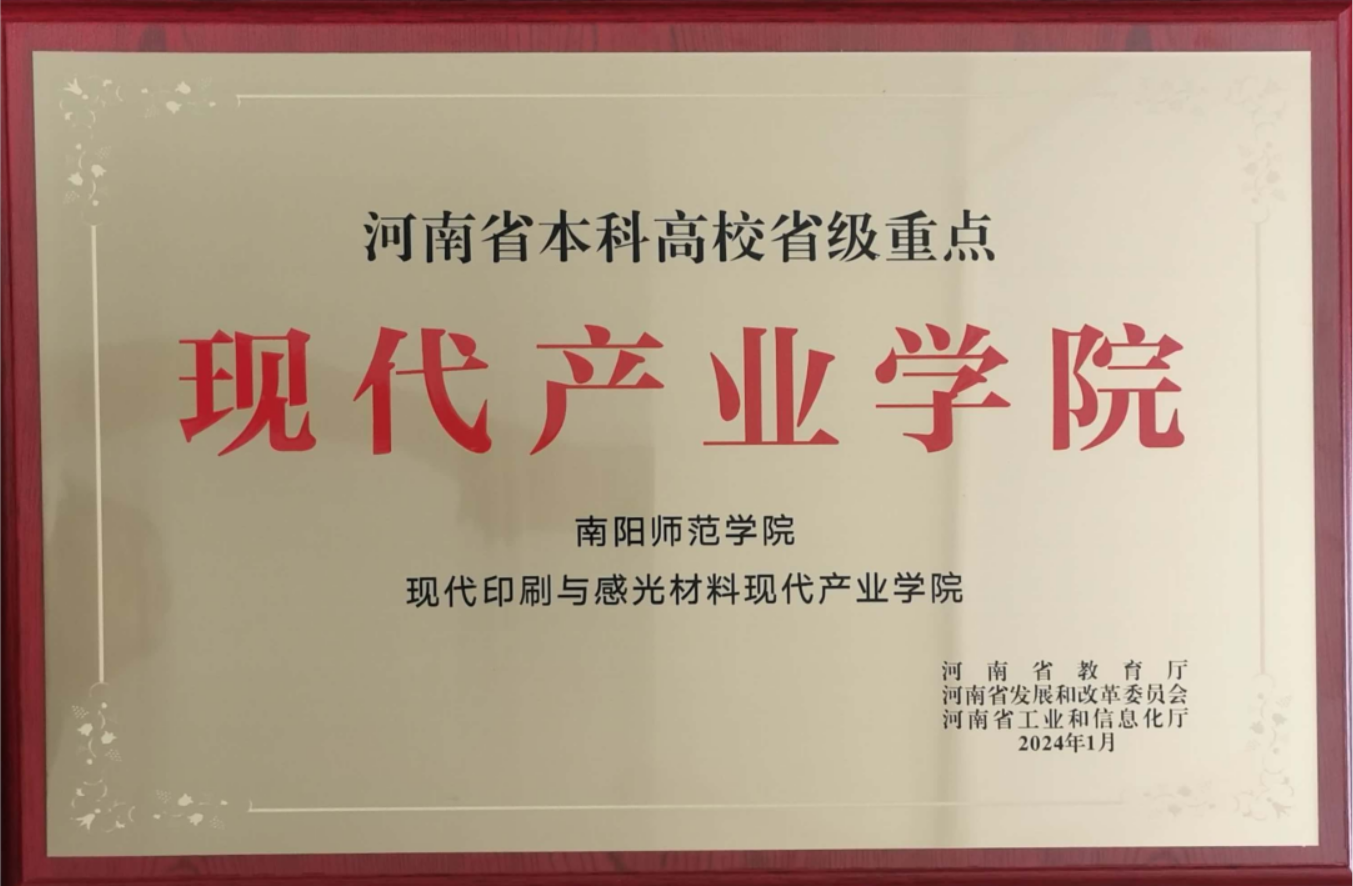 河南省本科高校省级重点
现代产业学院
南阳师范学院
现代印刷与感光材料现代产业学院
河南省教育厅
河南省发展和改革委员会
河南省工业和信息化厅
2024年1月